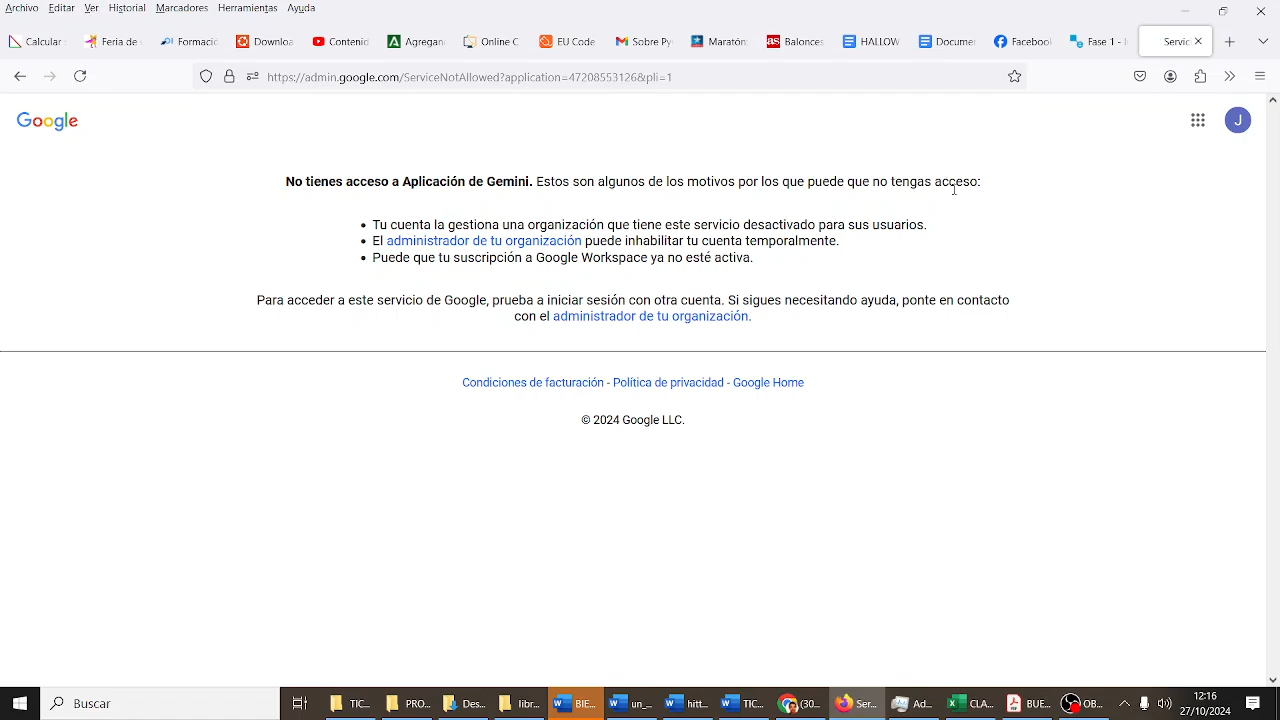 Archivo Editar Ver Historial Marcadores Herramientas Ayuda
Calcular Feria de Formació Downloa Contenid Agregan Online C EU Code Sobre Py Maratón Balones HALLOW Docume Facebool Fase 1 - I Servic
https://admin.google.com/ServiceNotAllowed?application=47208553126&pli=1
Google
J
No tienes acceso a Aplicación de Gemini. Estos son algunos de los motivos por los que puede que no tengas acceso:
• Tu cuenta la gestiona una organización que tiene este servicio desactivado para sus usuarios.
• El administrador de tu organización puede inhabilitar tu cuenta temporalmente.
• Puede que tu suscripción a Google Workspace ya no esté activa.
Para acceder a este servicio de Google, prueba a iniciar sesión con otra cuenta. Si sigues necesitando ayuda, ponte en contacto
con el administrador de tu organización.
Condiciones de facturación - Política de privacidad - Google Home
© 2024 Google LLC.
Buscar TIC... PRO... Des... libr... BIE... un_... htt... TIC... (30... Ser... Ad... CLA... BUE... OB... 12:16
27/10/2024